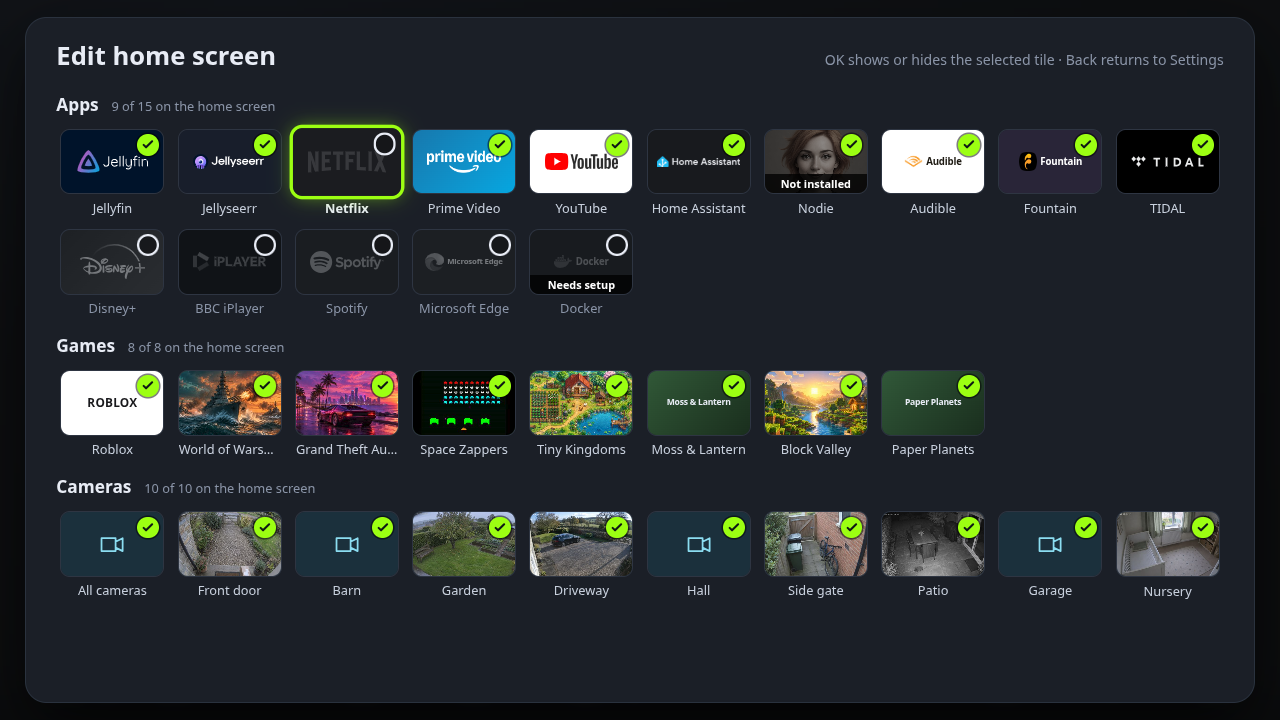 Edit home screen
OK shows or hides the selected tile · Back returns to Settings
Apps 9 of 15 on the home screen
Jellyfin Jellyseerr NETFLIX prime video YouTube Home Assistant Not installed Audible Fountain TIDAL
Jellyfin Jellyseerr Netflix Prime Video YouTube Home Assistant Nodie Audible Fountain TIDAL
Disney+ iPLAYER Spotify Microsoft Edge Docker
Needs setup
Disney+ BBC iPlayer Spotify Microsoft Edge Docker
Games 8 of 8 on the home screen
ROBLOX Moss & Lantern Paper Planets
Roblox World of Wars... Grand Theft Au... Space Zappers Tiny Kingdoms Moss & Lantern Block Valley Paper Planets
Cameras 10 of 10 on the home screen
All cameras Front door Barn Garden Driveway Hall Side gate Patio Garage Nursery